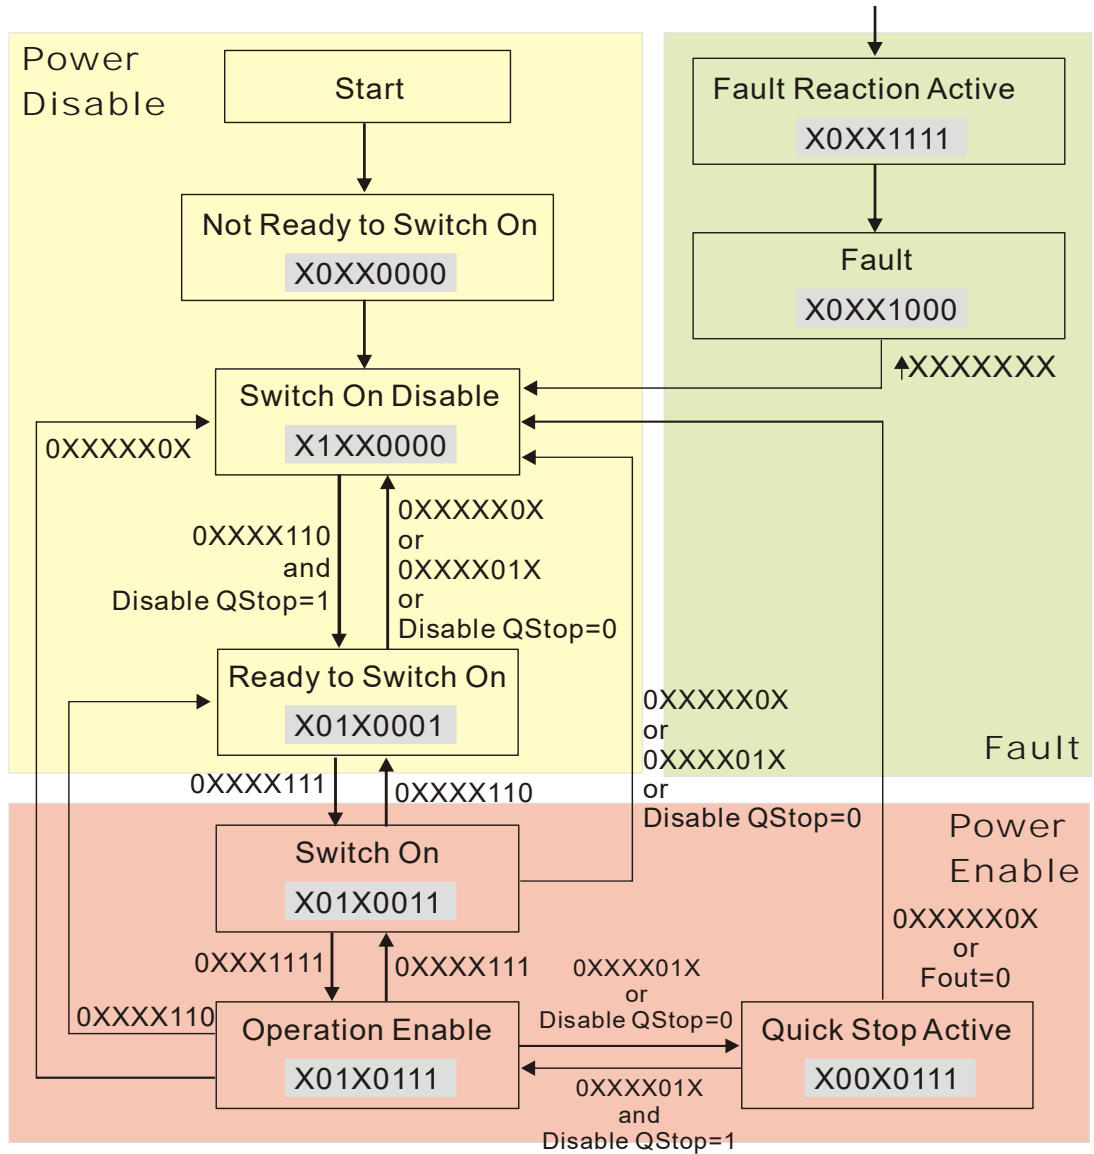 Power
Disable
Start
Not Ready to Switch On
X0XX0000
Switch On Disable
X1XX0000
0XXXXX0X
0XXXX110
and
Disable QStop=1
0XXXXX0X
or
0XXXX01X
or
Disable QStop=0
Ready to Switch On
X01X0001
0XXXX111
0XXXX110
Fault Reaction Active
X0XX1111
Fault
X0XX1000
XXXXXXX
Fault
0XXXXX0X
or
0XXXX01X
or
Disable QStop=0
Power
Enable
Switch On
X01X0011
0XXX1111
0XXXX111
0XXXX110
Operation Enable
X01X0111
0XXXX01X
or
Disable QStop=0
0XXXX01X
and
Disable QStop=1
0XXXXX0X
or
Fout=0
Quick Stop Active
X00X0111